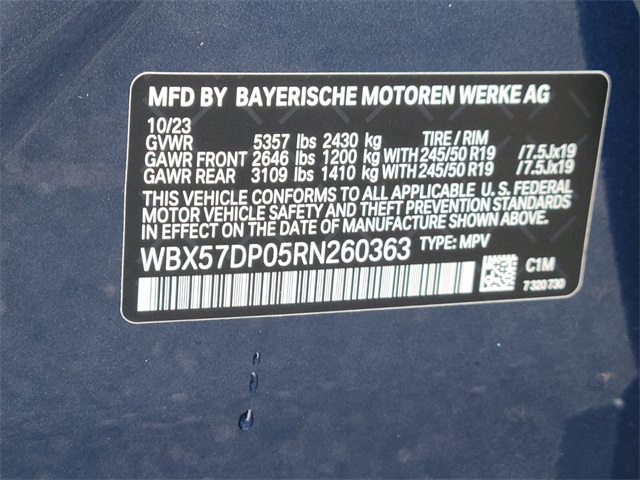 MFD BY BAYERISCHE MOTOREN WERKE AG
10/23
GVWR 5357 lbs 2430 kg TIRE / RIM
GAWR FRONT 2646 lbs 1200 kg WITH 245/50 R19 /7.5Jx19
GAWR REAR 3109 lbs 1410 kg WITH 245/50 R19 /7.5Jx19
THIS VEHICLE CONFORMS TO ALL APPLICABLE U.S. FEDERAL
MOTOR VEHICLE SAFETY AND THEFT PREVENTION STANDARDS
IN EFFECT ON THE DATE OF MANUFACTURE SHOWN ABOVE.
WBX57DP05RN260363 TYPE: MPV
C1M
7 320 730